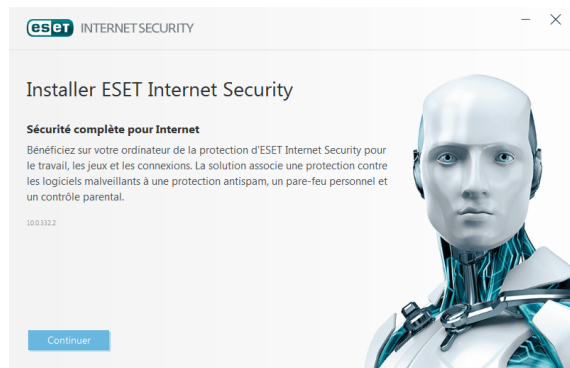 eset INTERNET SECURITY
Installer ESET Internet Security
Sécurité complète pour Internet
Bénéficiez sur votre ordinateur de la protection d'ESET Internet Security pour
le travail, les jeux et les connexions. La solution associe une protection contre
les logiciels malveillants à une protection antispam, un pare-feu personnel et
un contrôle parental.
10.0.332.2
Continuer